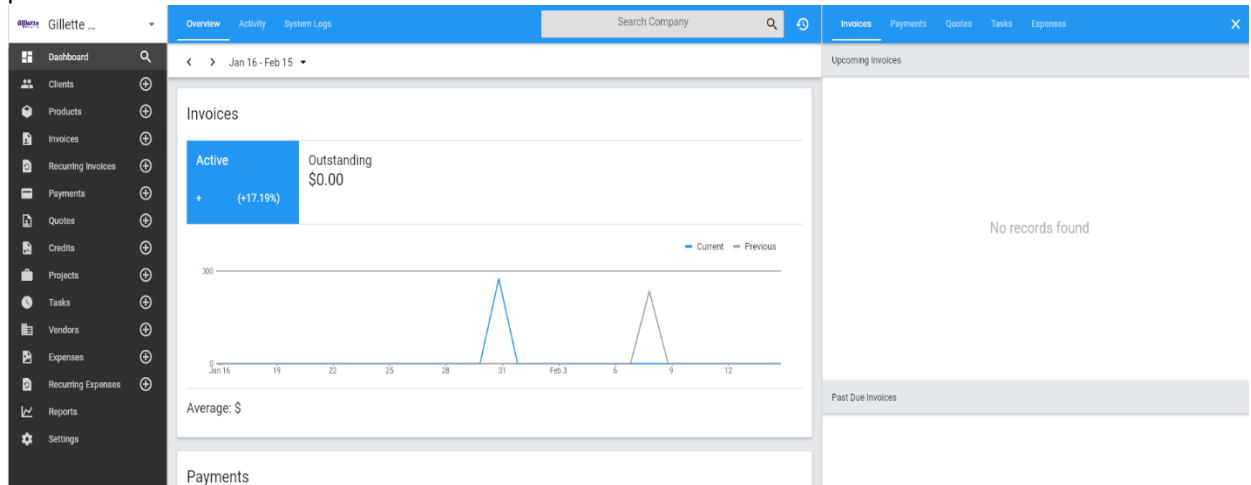 Gillette Gillette ...
Dashboard
Clients
Products
Invoices
Recurring Invoices
Payments
Quotes
Credits
Projects
Tasks
Vendors
Expenses
Recurring Expenses
Reports
Settings
Overview Activity System Logs Search Company
Jan 16 - Feb 15
Invoices
Active
+ (+17.19%)
Outstanding
$0.00
Current Previous
000
0
Jan 16 19 22 25 28 31 Feb 3 6 9 12
Average: $
Payments
Invoices Payments Quotes Tasks Expenses
Upcoming Invoices
No records found
Past Due Invoices